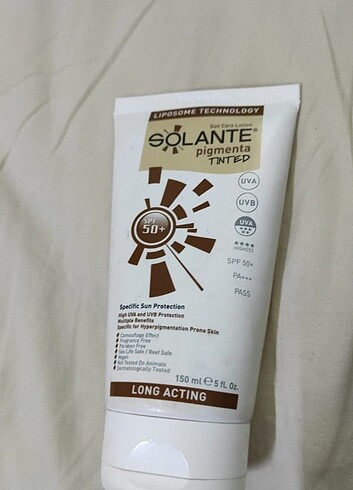 LIPOSOME TECHNOLOGY
Sun Care Lotion
SOLANTE®
pigmenta
TINTED
UVA
UVB
UVA
HIGHEST
SPF 50+
SPF 50+
PA+++
PASS
Specific Sun Protection
High UVA and UVB Protection
Multiple Benefits
Specific for Hyperpigmentation Prone Skin
Camouflage Effect
Fragrance Free
Paraben Free
Sea Life Safe / Reef Safe
Vegan
Not Tested On Animals
Dermatologically Tested
150 ml ℮ 5 fl. Oz.
LONG ACTING